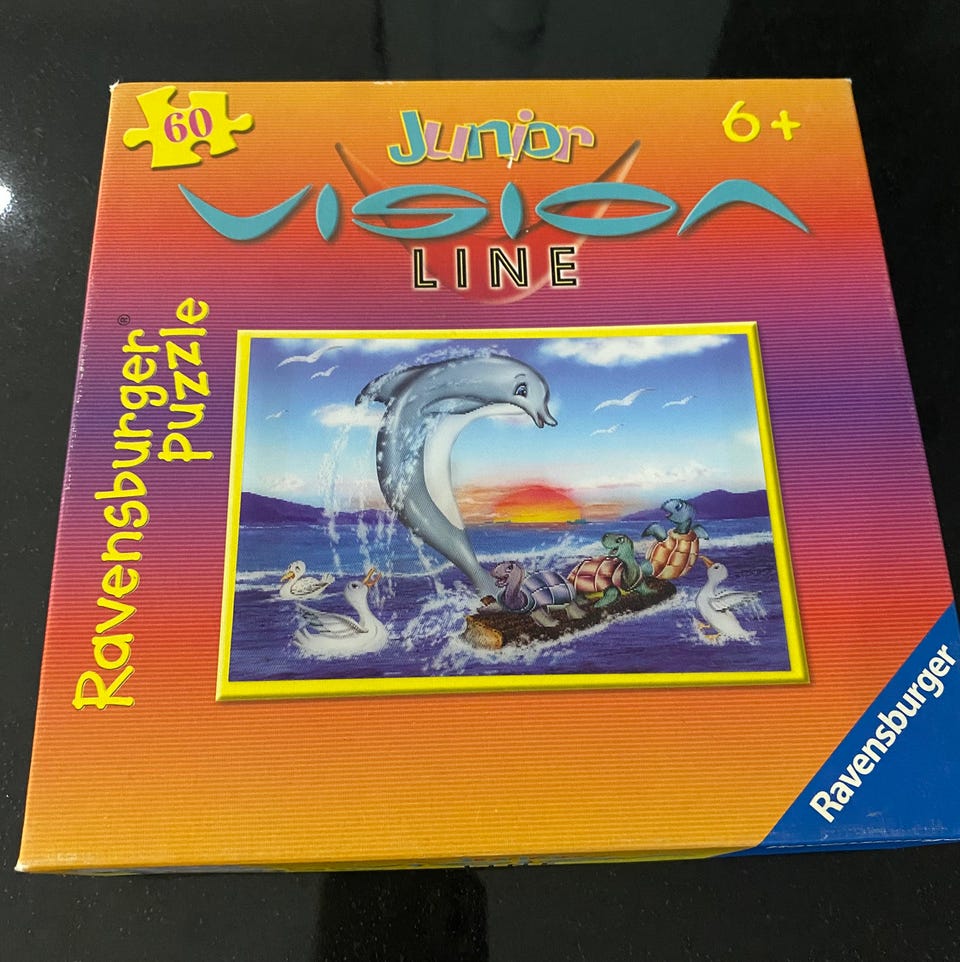 60
Junior
6+
VISION
LINE
Ravensburger®
puzzle
Ravensburger